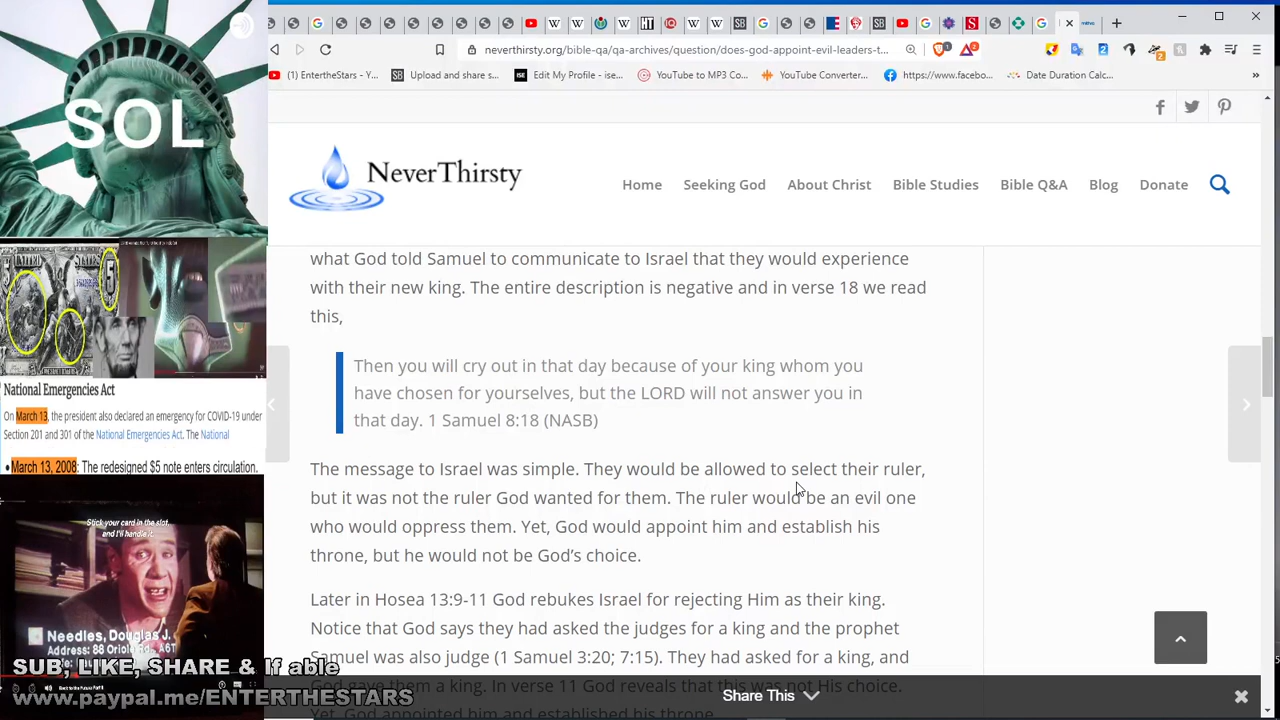 SOL
NATIONAL EMERGENCIES ACT
National Emergencies Act
On March 13, the president also declared an emergency for COVID-19 under
Section 201 and 301 of the National Emergencies Act. The National
• March 13, 2008: The redesigned $5 note enters circulation.
Stick your card in the slot,
and I'll handle it.
Needles, Douglas J.
Address: 88 Oriole Rd, A6T
SUB, LIKE, SHARE & If able
www.paypal.me/ENTERTHESTARS
neverthirsty.org/bible-qa/qa-archives/question/does-god-appoint-evil-leaders-t...
(1) EntertheStars - Y...
Upload and share s...
Edit My Profile - ise...
YouTube to MP3 Co...
YouTube Converter...
https://www.facebo...
Date Duration Calc...
NeverThirsty
Home
Seeking God
About Christ
Bible Studies
Bible Q&A
Blog
Donate
what God told Samuel to communicate to Israel that they would experience
with their new king. The entire description is negative and in verse 18 we read
this,
Then you will cry out in that day because of your king whom you
have chosen for yourselves, but the LORD will not answer you in
that day. 1 Samuel 8:18 (NASB)
The message to Israel was simple. They would be allowed to select their ruler,
but it was not the ruler God wanted for them. The ruler would be an evil one
who would oppress them. Yet, God would appoint him and establish his
throne, but he would not be God's choice.
Later in Hosea 13:9-11 God rebukes Israel for rejecting Him as their king.
Notice that God says they had asked the judges for a king and the prophet
Samuel was also judge (1 Samuel 3:20; 7:15). They had asked for a king, and
God gave them a king. In verse 11 God reveals that this was not His choice.
Yet, God appointed him and established his throne.
Share This